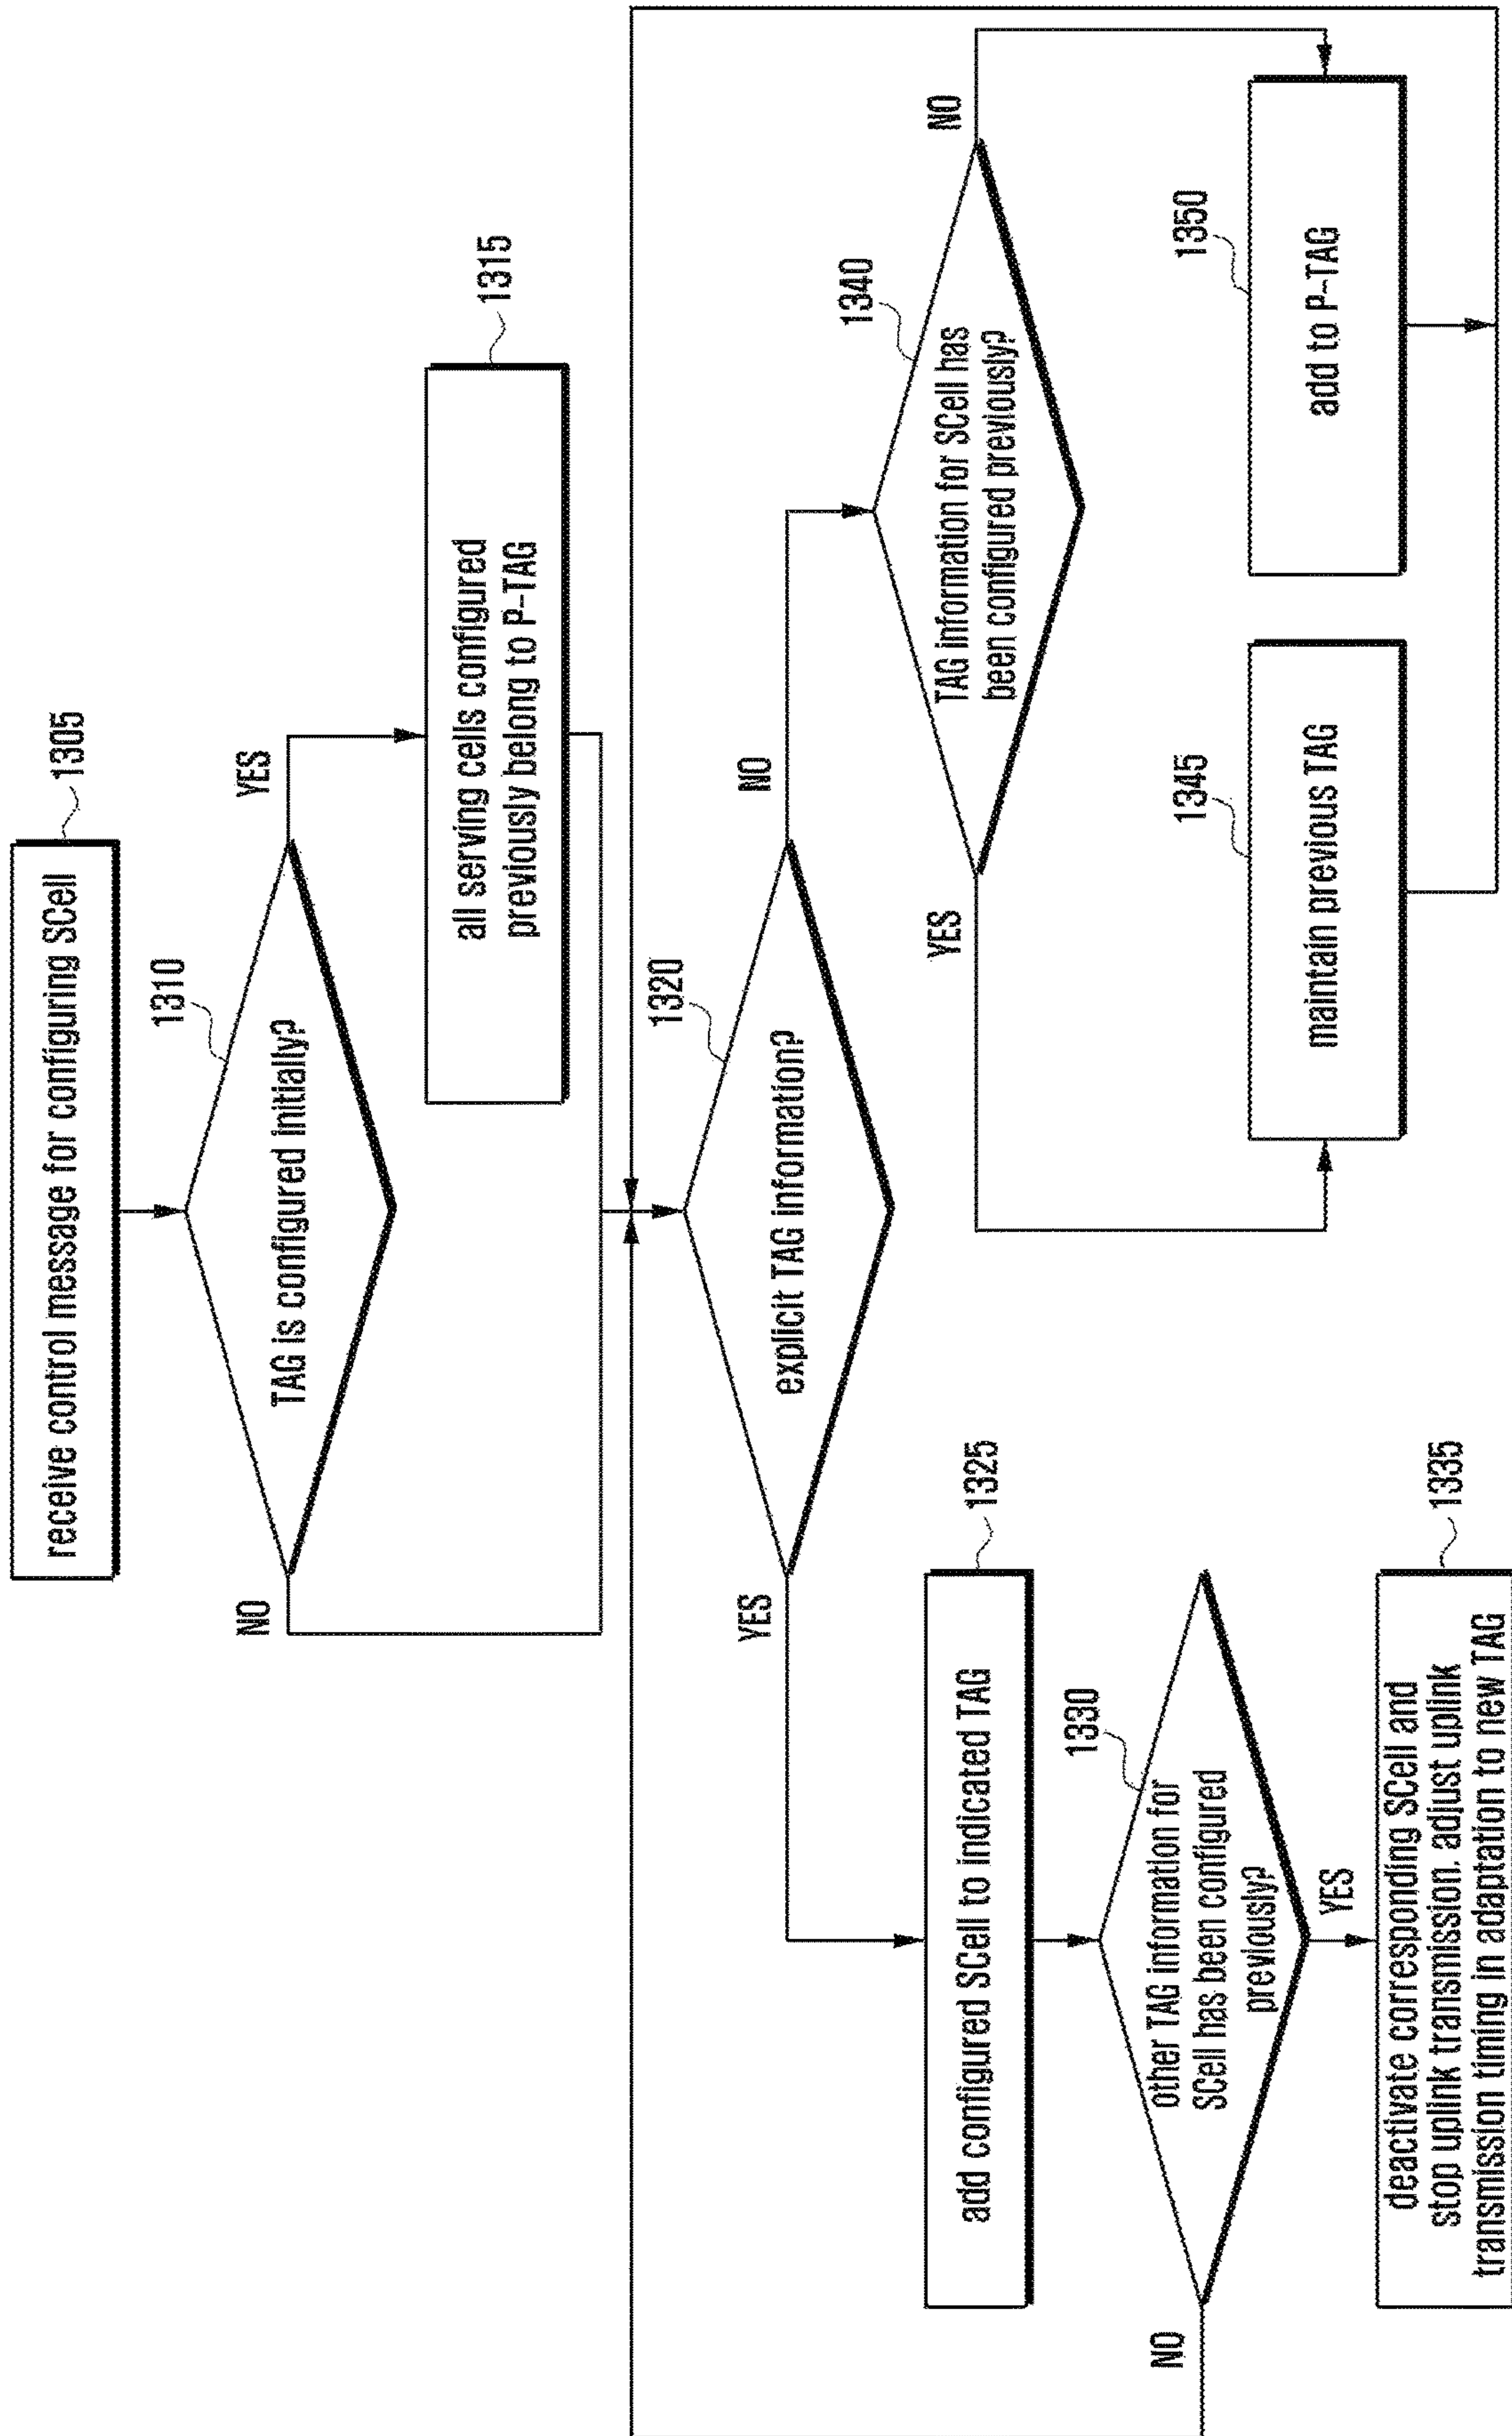 receive control message for configuring SCell
1305
1310
TAG is configured initially?
YES
NO
1315
all serving cells configured
previously belong to P-TAG
1320
explicit TAG information?
YES
NO
1325
add configured SCell to indicated TAG
1330
other TAG information for
SCell has been configured
previously?
NO
YES
1335
deactivate corresponding SCell and
stop uplink transmission. adjust uplink
transmission timing in adaptation to new TAG
1340
TAG information for SCell has
been configured previously?
YES
NO
1345
maintain previous TAG
1350
add to P-TAG